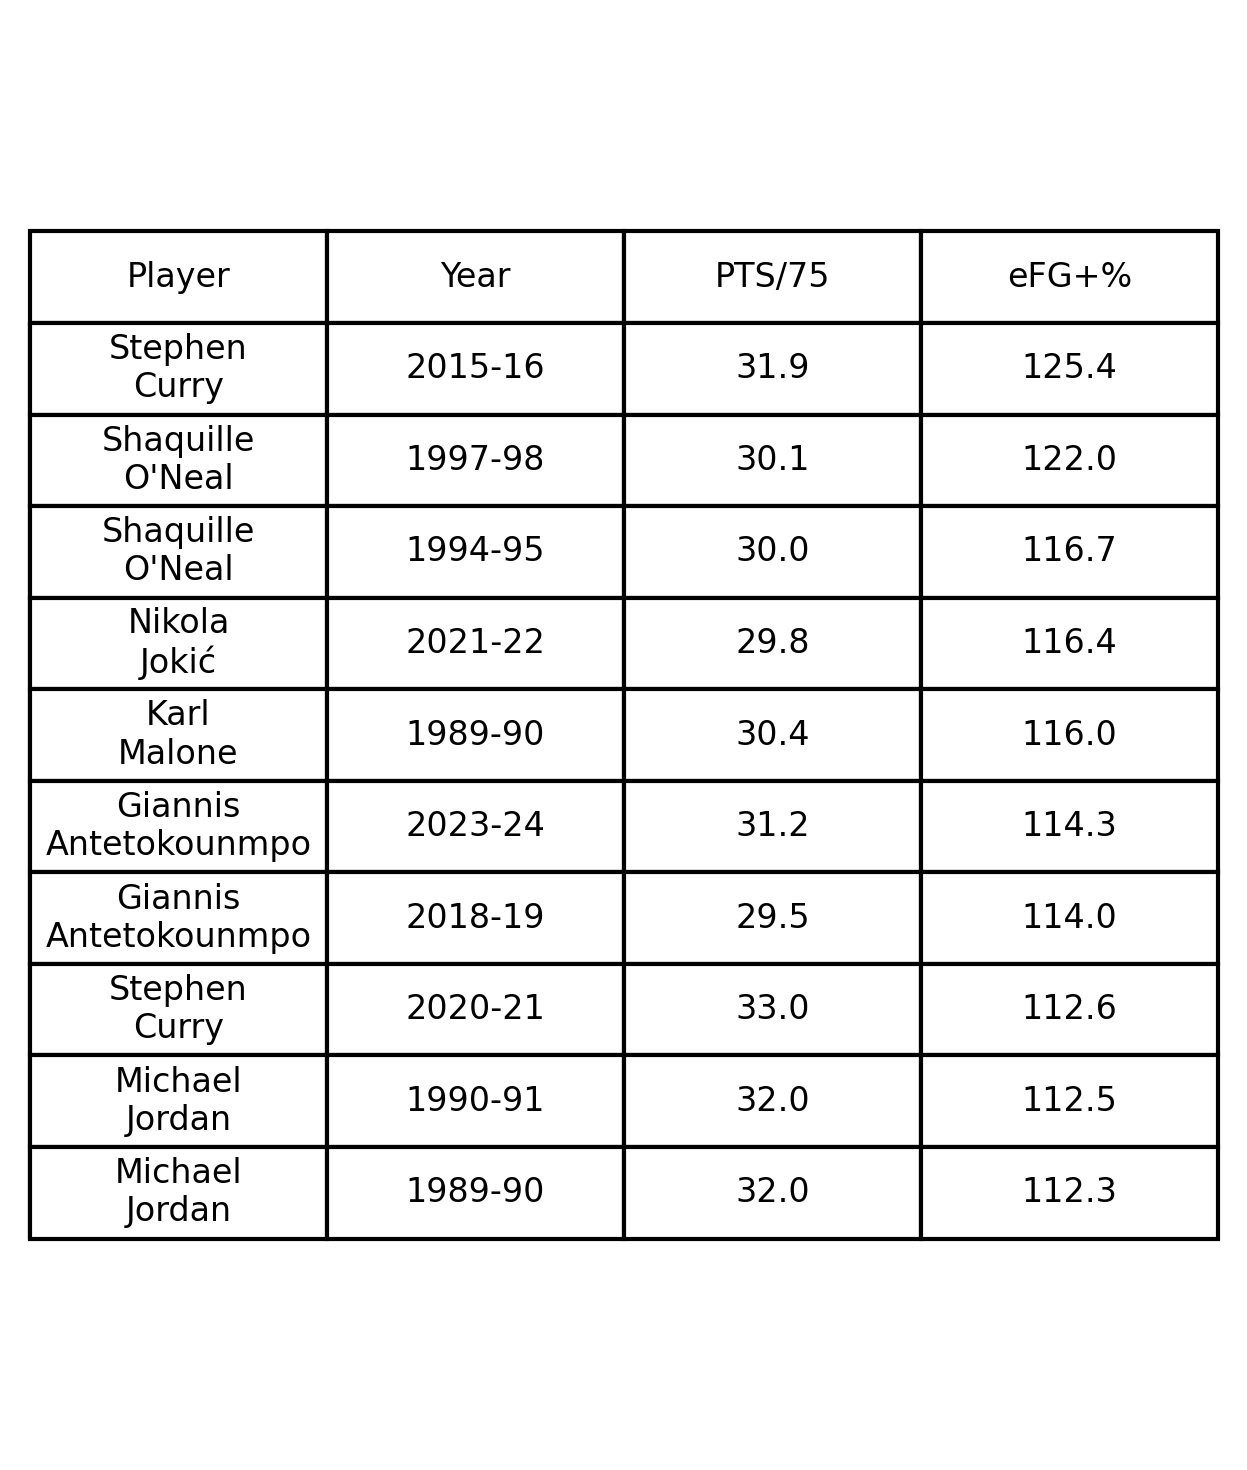 Player Year PTS/75 eFG+%
Stephen
Curry 2015-16 31.9 125.4
Shaquille
O'Neal 1997-98 30.1 122.0
Shaquille
O'Neal 1994-95 30.0 116.7
Nikola
Jokić 2021-22 29.8 116.4
Karl
Malone 1989-90 30.4 116.0
Giannis
Antetokounmpo 2023-24 31.2 114.3
Giannis
Antetokounmpo 2018-19 29.5 114.0
Stephen
Curry 2020-21 33.0 112.6
Michael
Jordan 1990-91 32.0 112.5
Michael
Jordan 1989-90 32.0 112.3